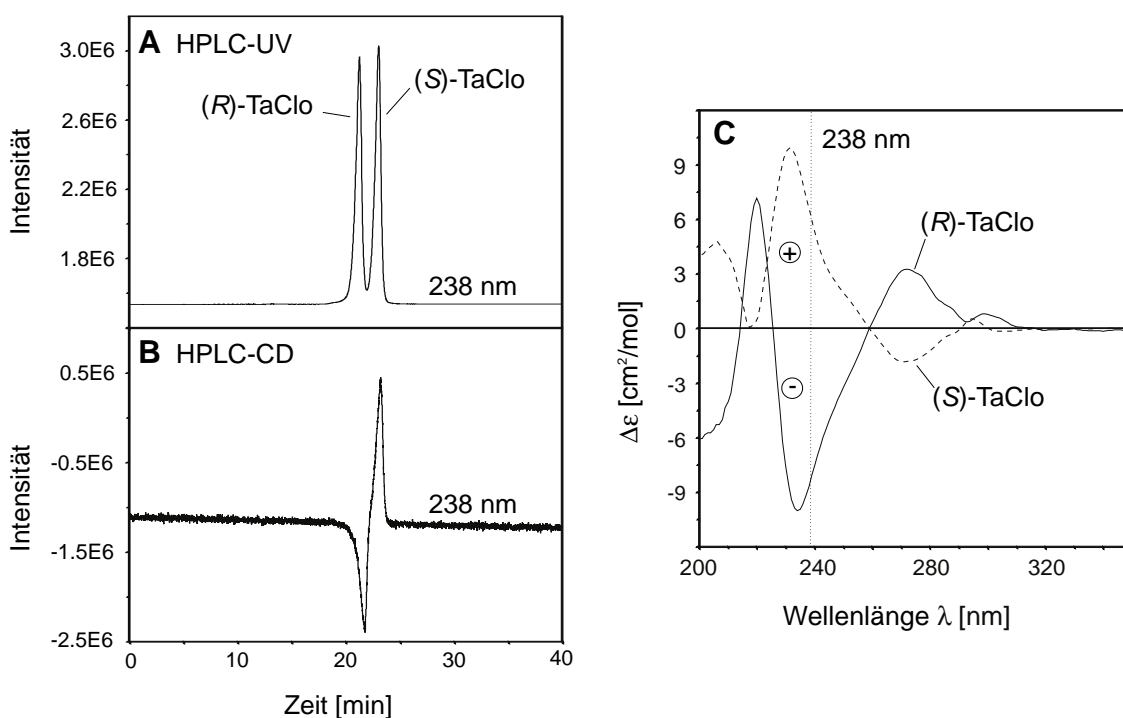 A HPLC-UV
Intensität
3.0E6
2.6E6
2.2E6
1.8E6
(R)-TaClo
(S)-TaClo
238 nm
B HPLC-CD
Intensität
0.5E6
-0.5E6
-1.5E6
-2.5E6
238 nm
0 10 20 30 40
Zeit [min]
C
238 nm
Δε [cm²/mol]
9
6
3
0
-3
-6
-9
+
-
(R)-TaClo
(S)-TaClo
200 240 280 320
Wellenlänge λ [nm]